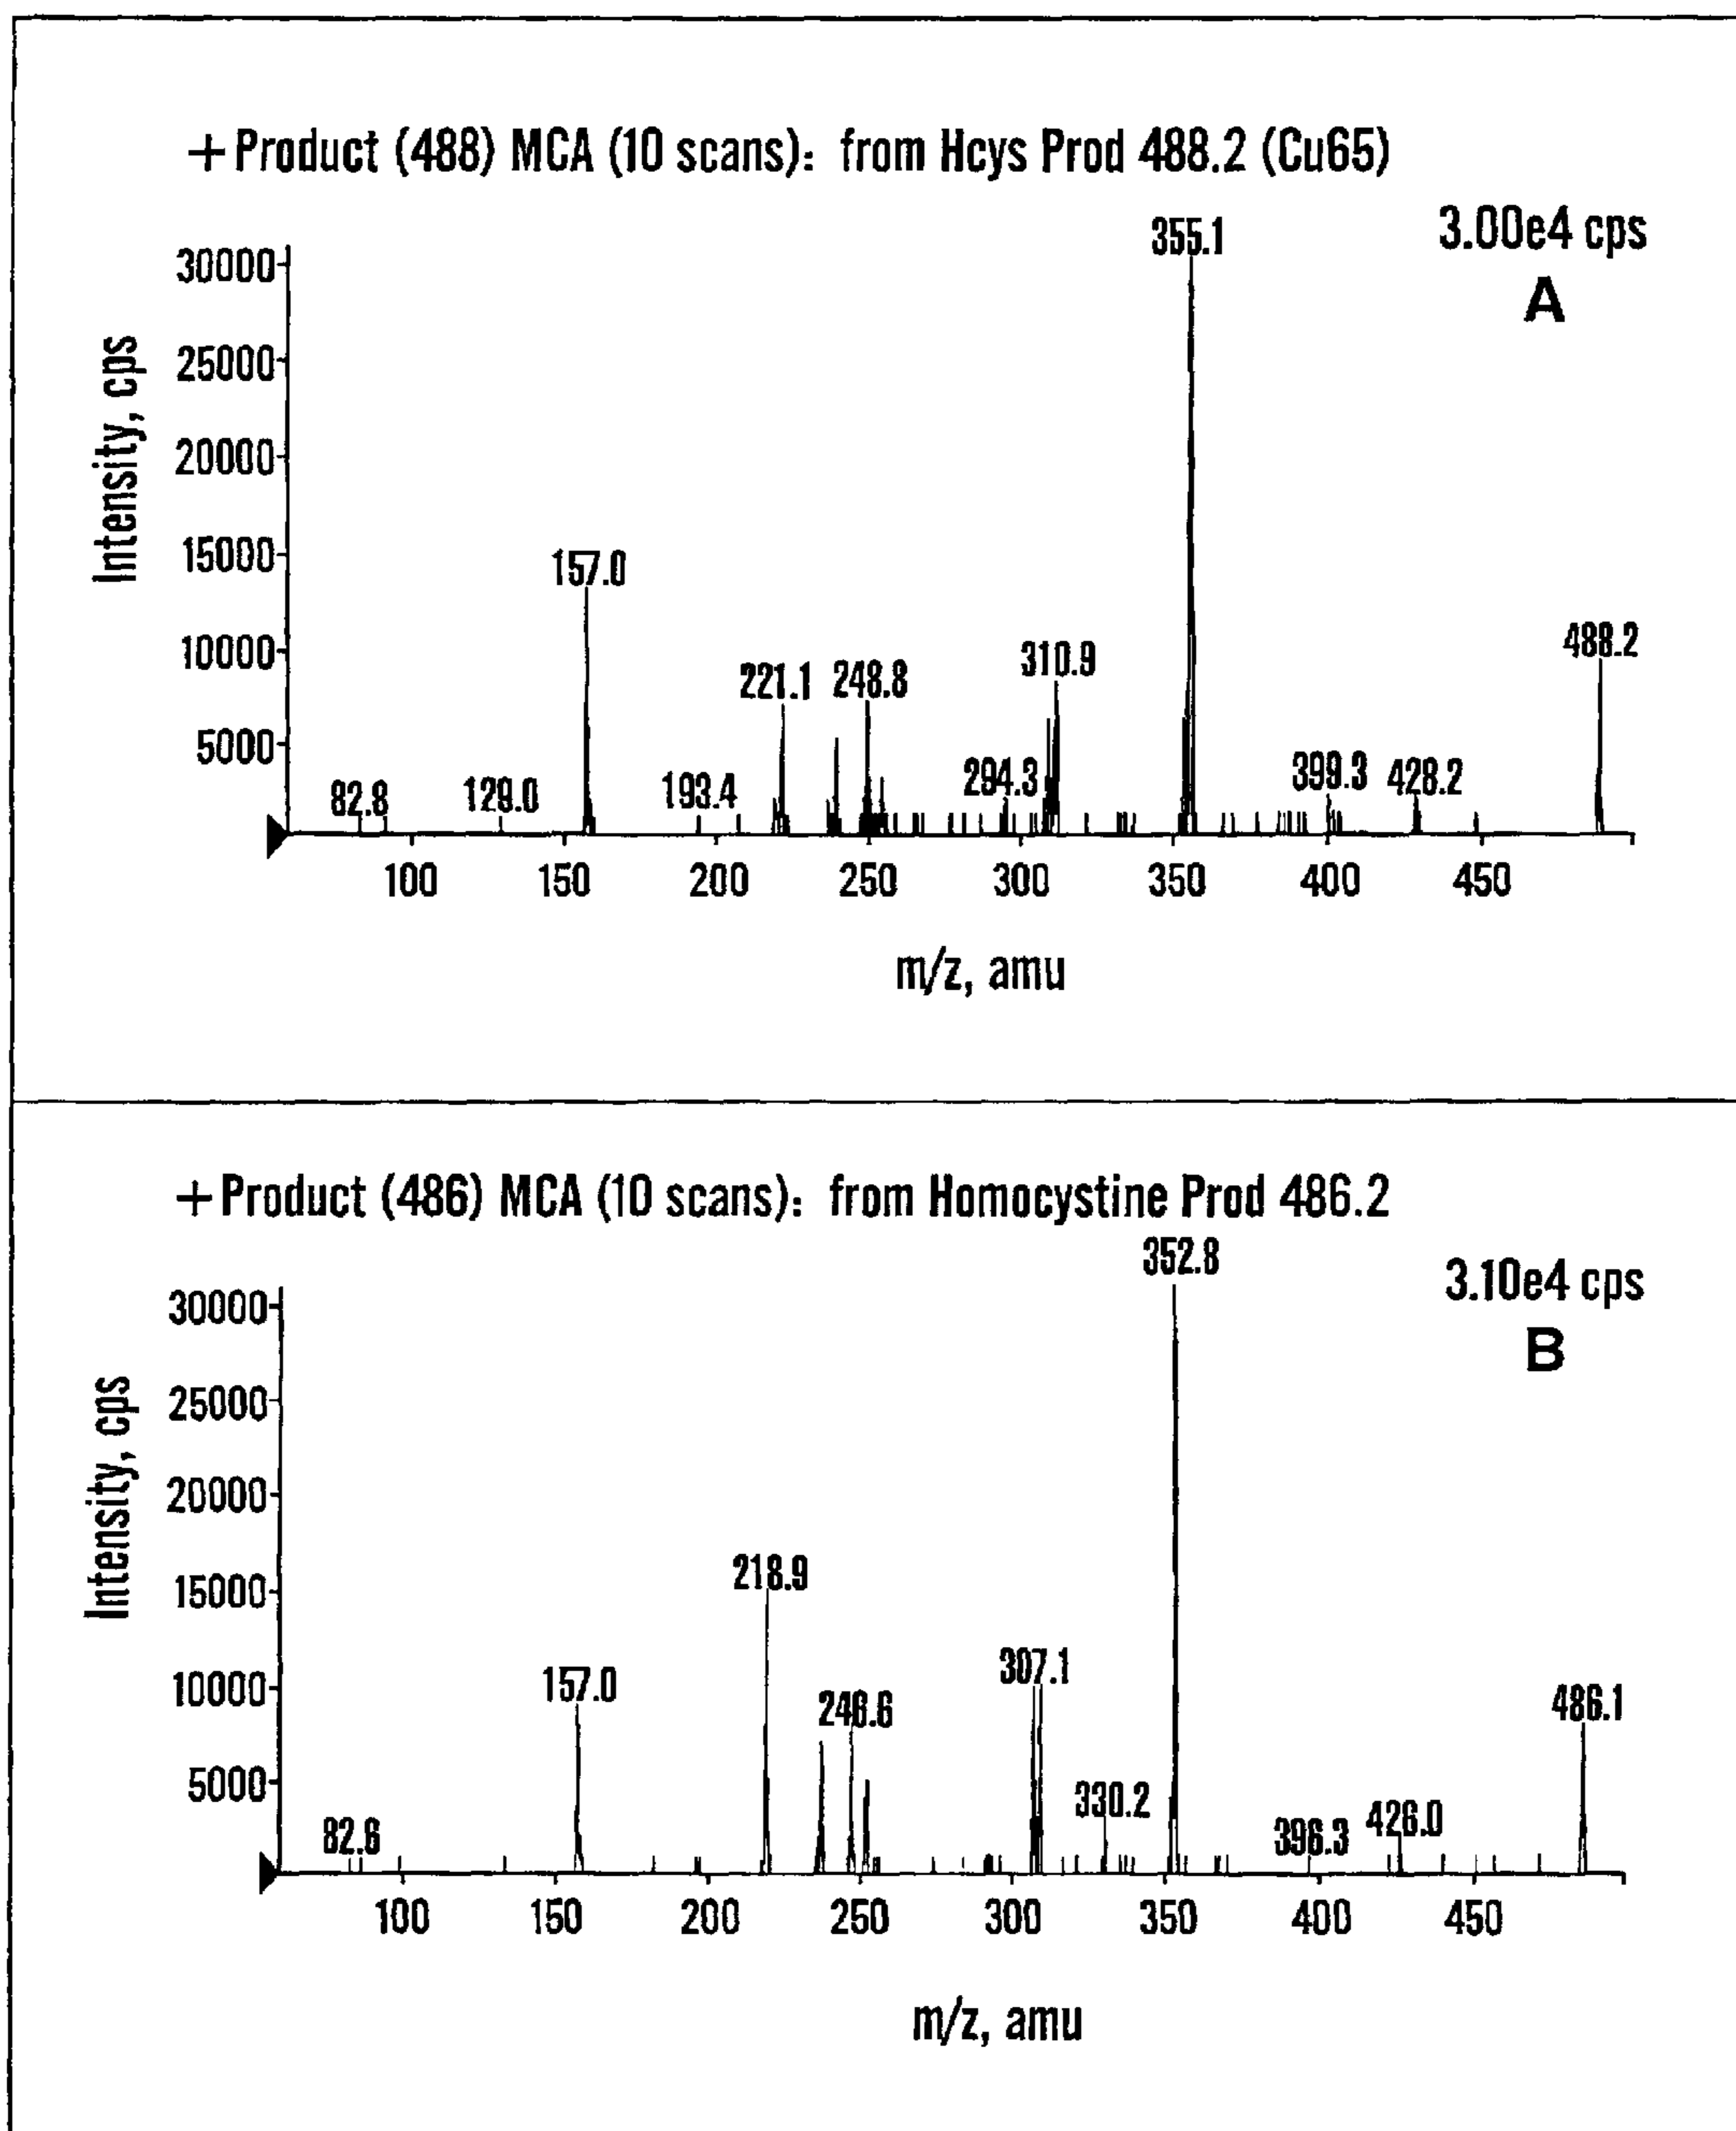 +Product (488) MCA (10 scans): from Hcys Prod 488.2 (Cu65)
3.00e4 cps
A
Intensity, cps
30000
25000
20000
15000
10000
5000
355.1
157.0
221.1
248.8
310.9
488.2
82.8
129.0
193.4
294.3
399.3
428.2
100 150 200 250 300 350 400 450
m/z, amu
+Product (486) MCA (10 scans): from Homocystine Prod 486.2
3.10e4 cps
B
Intensity, cps
30000
25000
20000
15000
10000
5000
352.8
218.9
157.0
246.6
307.1
486.1
82.6
330.2
396.3
426.0
100 150 200 250 300 350 400 450
m/z, amu